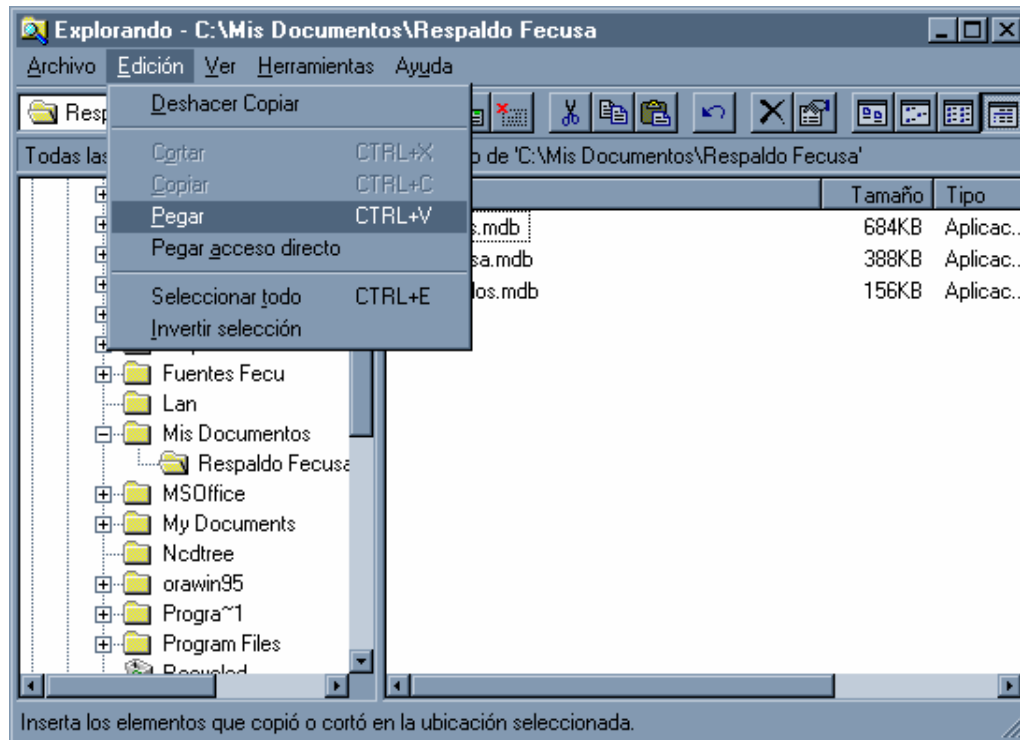 Explorando - C:\Mis Documentos\Respaldo Fecusa
Archivo Edición Ver Herramientas Ayuda
Deshacer Copiar
Cortar CTRL+X
Copiar CTRL+C
Pegar CTRL+V
Pegar acceso directo
Seleccionar todo CTRL+E
Invertir selección
Todas las
de 'C:\Mis Documentos\Respaldo Fecusa'
Tamaño Tipo
s.mdb 684KB Aplicac..
sa.mdb 388KB Aplicac..
los.mdb 156KB Aplicac..
Fuentes Fecu
Lan
Mis Documentos
Respaldo Fecusa
MSOffice
My Documents
Ncdtree
orawin95
Progra~1
Program Files
Recycled
Inserta los elementos que copió o cortó en la ubicación seleccionada.